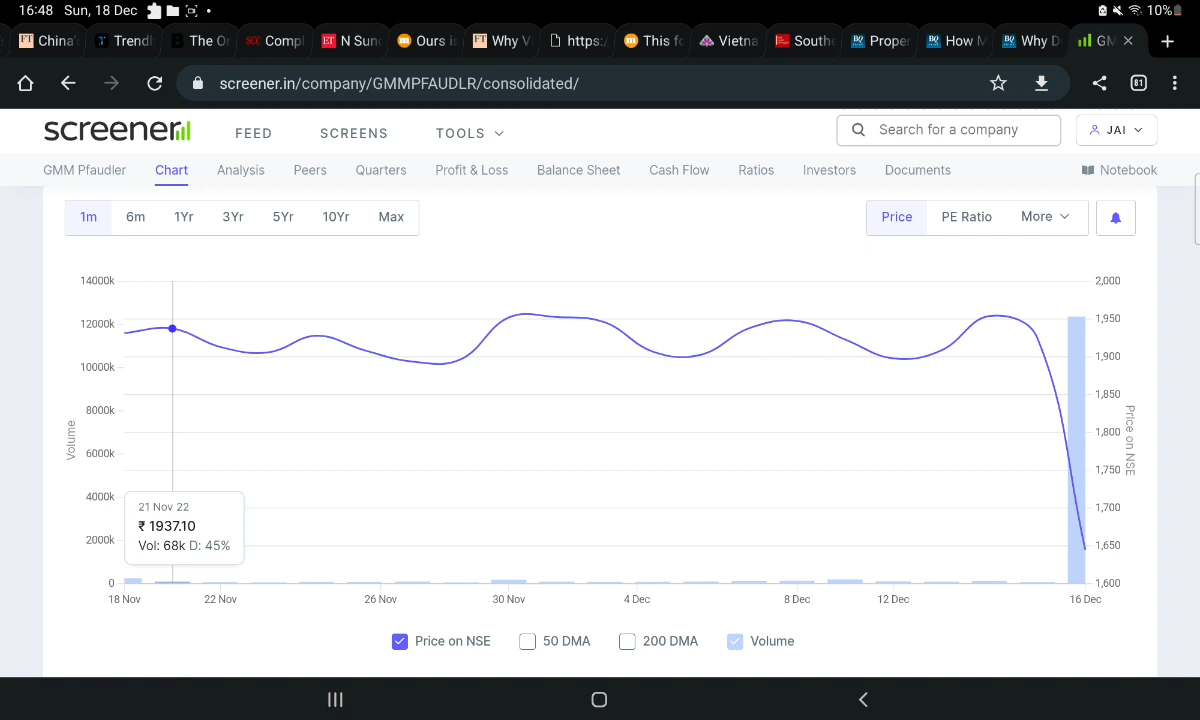 16:48 Sun, 18 Dec 10%
China' Trendl The Or Compl N Sund Ours is Why V https:/ This fo Vietna Southe Proper How M Why D GM
screener.in/company/GMMPFAUDLR/consolidated/ 81
screener FEED SCREENS TOOLS Search for a company JAI
GMM Pfaudler Chart Analysis Peers Quarters Profit & Loss Balance Sheet Cash Flow Ratios Investors Documents Notebook
1m 6m 1Yr 3Yr 5Yr 10Yr Max Price PE Ratio More
14000k 2,000
12000k 1,950
10000k 1,900
8000k 1,850
6000k 1,800
4000k 1,750
2000k 1,700
0 1,650
1,600
Volume
Price on NSE
21 Nov 22
₹ 1937.10
Vol: 68k D: 45%
18 Nov 22 Nov 26 Nov 30 Nov 4 Dec 8 Dec 12 Dec 16 Dec
Price on NSE 50 DMA 200 DMA Volume